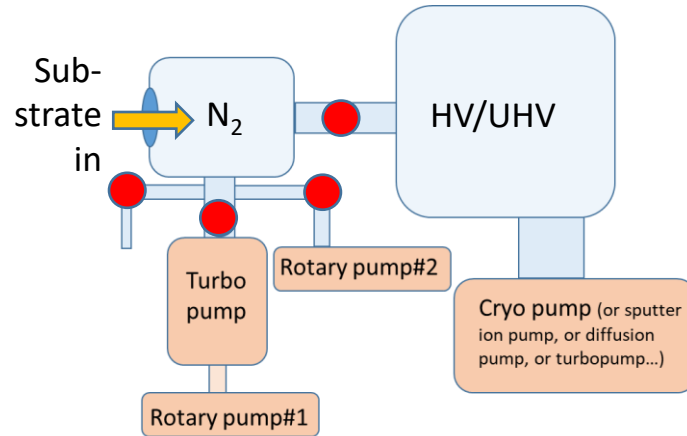 Sub-
strate
in
N₂
HV/UHV
Turbo
pump
Rotary pump#2
Rotary pump#1
Cryo pump (or sputter
ion pump, or diffusion
pump, or turbopump...)